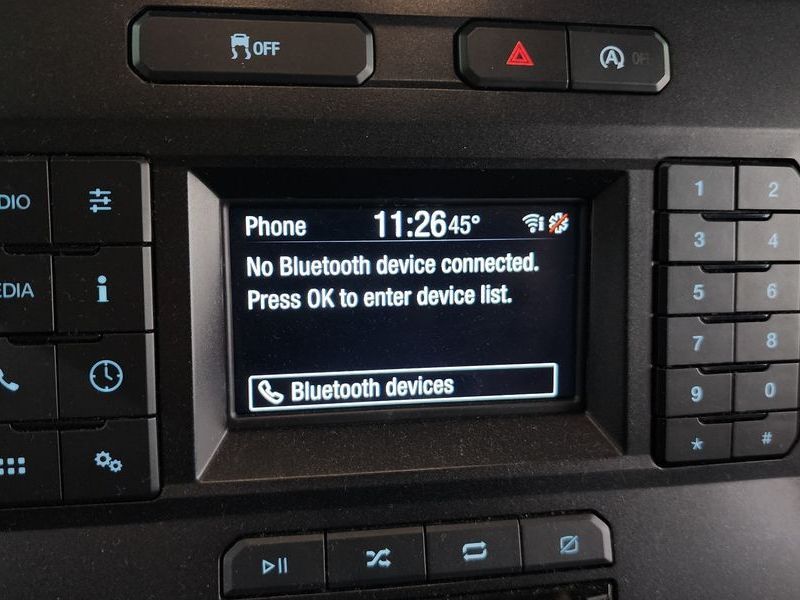 OFF
A OFF
DIO
EDIA
i
Phone 11:26 45°
No Bluetooth device connected.
Press OK to enter device list.
Bluetooth devices
1 2
3 4
5 6
7 8
9 0
* #